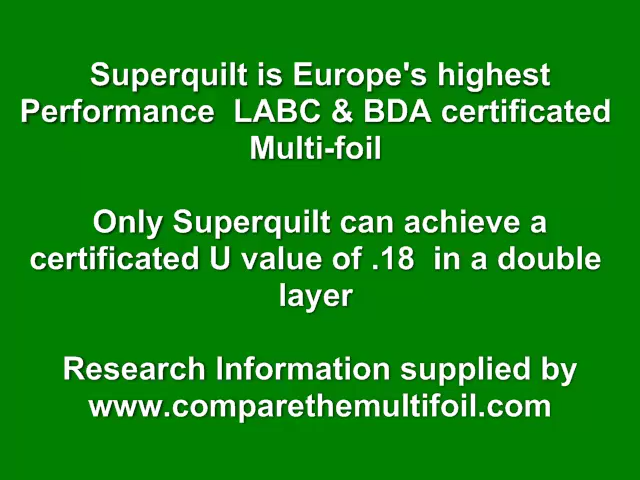 Superquilt is Europe's highest
Performance  LABC & BDA certificated
Multi-foil
Only Superquilt can achieve a
certificated U value of .18  in a double
layer
Research Information supplied by
www.comparethemultifoil.com